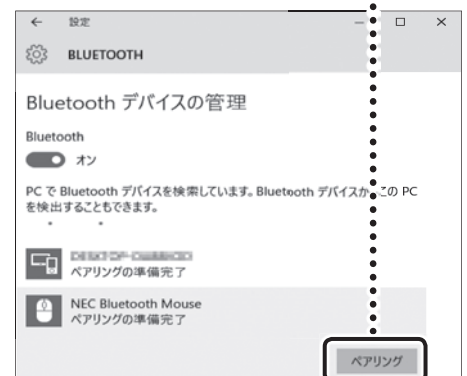 設定
BLUETOOTH
Bluetooth デバイスの管理
Bluetooth
オン
PC で Bluetooth デバイスを検索しています。Bluetooth デバイスか この PC
を検出することもできます。
ペアリングの準備完了
NEC Bluetooth Mouse
ペアリングの準備完了
ペアリング